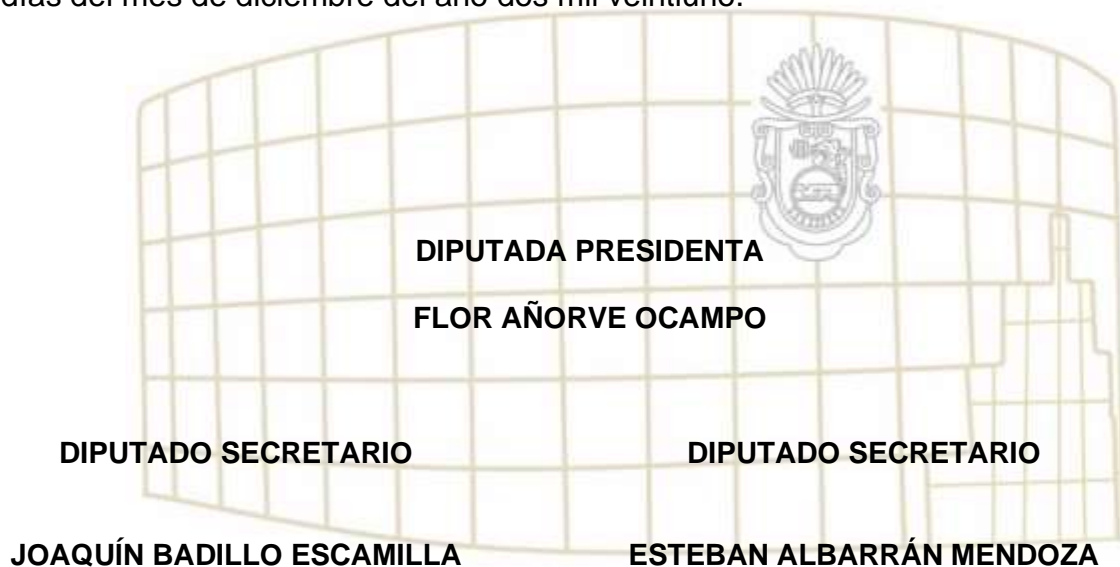 días del mes de diciembre del año dos mil veintiuno.
DIPUTADA PRESIDENTA
FLOR AÑORVE OCAMPO
DIPUTADO SECRETARIO DIPUTADO SECRETARIO
JOAQUÍN BADILLO ESCAMILLA ESTEBAN ALBARRÁN MENDOZA